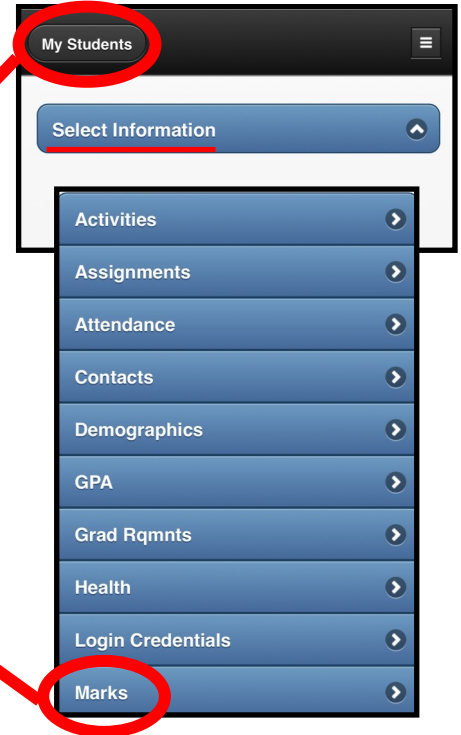 My Students
Select Information
Activities
Assignments
Attendance
Contacts
Demographics
GPA
Grad Rqmnts
Health
Login Credentials
Marks